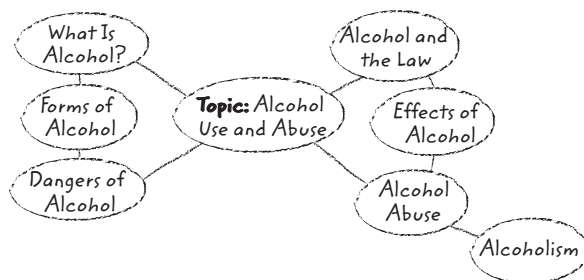 What Is
Alcohol?
Forms of
Alcohol
Dangers of
Alcohol
Topic: Alcohol
Use and Abuse
Alcohol and
the Law
Effects of
Alcohol
Alcohol
Abuse
Alcoholism